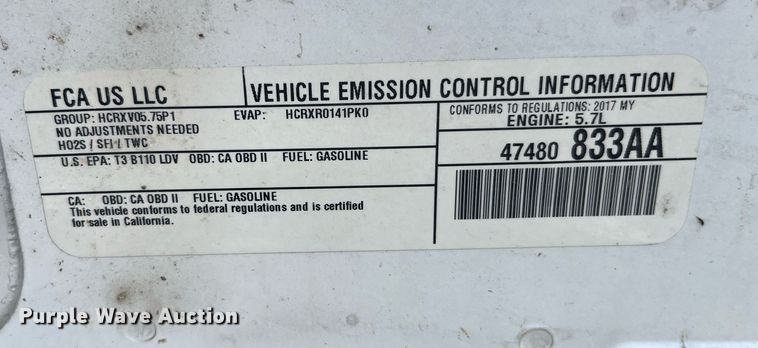 FCA US LLC
VEHICLE EMISSION CONTROL INFORMATION
GROUP: HCRXV05.75P1 EVAP: HCRXR0141PK0
NO ADJUSTMENTS NEEDED
HO2S / SFI / TWC
U.S. EPA: T3 B110 LDV OBD: CA OBD II FUEL: GASOLINE
CA: OBD: CA OBD II FUEL: GASOLINE
This vehicle conforms to federal regulations and is certified
for sale in California.
CONFORMS TO REGULATIONS: 2017 MY
ENGINE: 5.7L
47480 833AA
Purple Wave Auction